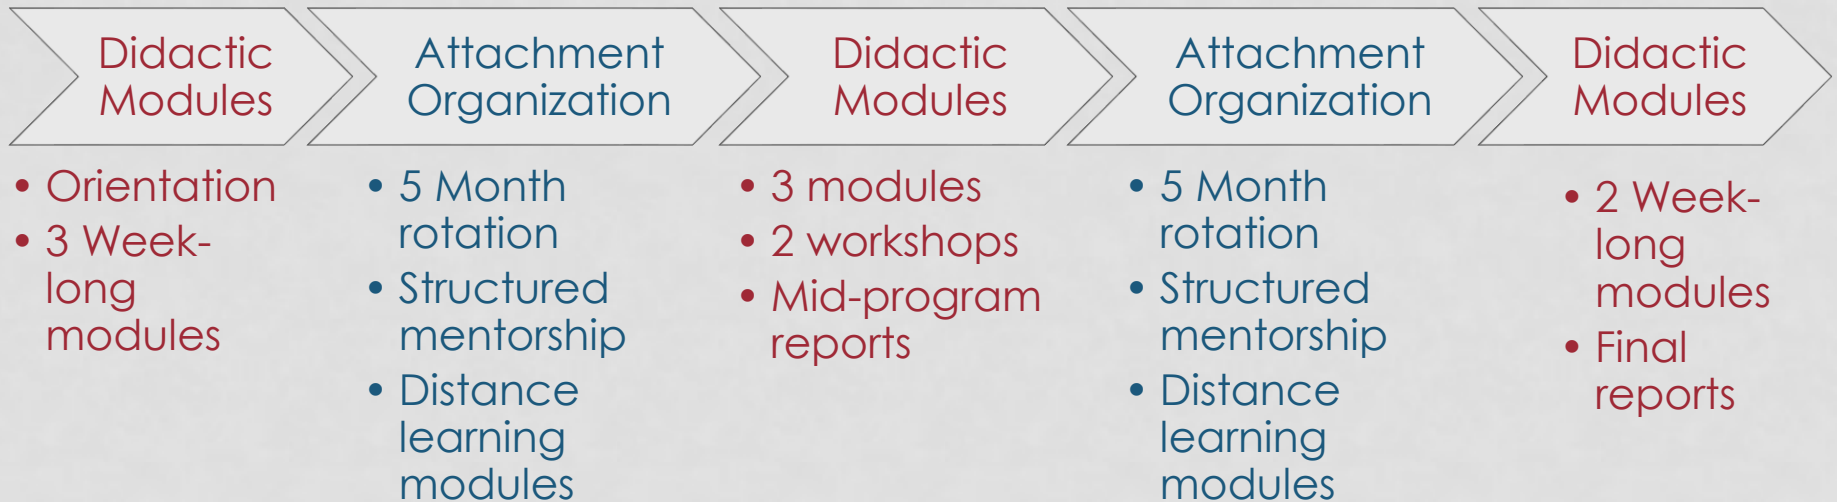 Didactic
Modules
• Orientation
• 3 Week-
long
modules
Attachment
Organization
• 5 Month
rotation
• Structured
mentorship
• Distance
learning
modules
Didactic
Modules
• 3 modules
• 2 workshops
• Mid-program
reports
Attachment
Organization
• 5 Month
rotation
• Structured
mentorship
• Distance
learning
modules
Didactic
Modules
• 2 Week-
long
modules
• Final
reports